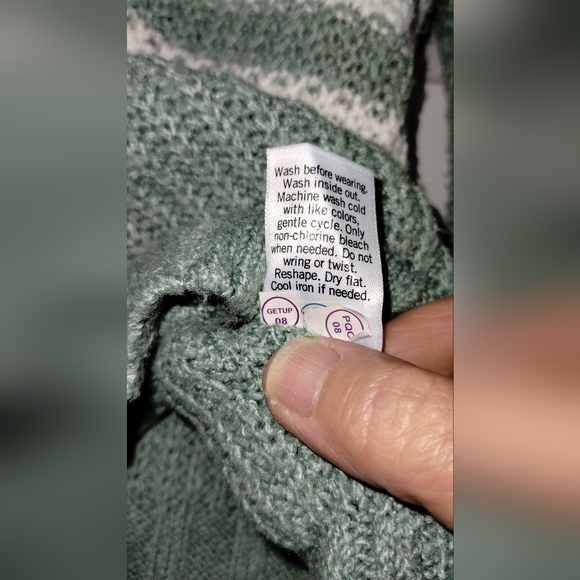 Wash before wearing.
Wash inside out.
Machine wash cold
with like colors,
gentle cycle. Only
non-chlorine bleach
when needed. Do not
wring or twist.
Reshape. Dry flat.
Cool iron if needed.
GETUP
08
PQC
08